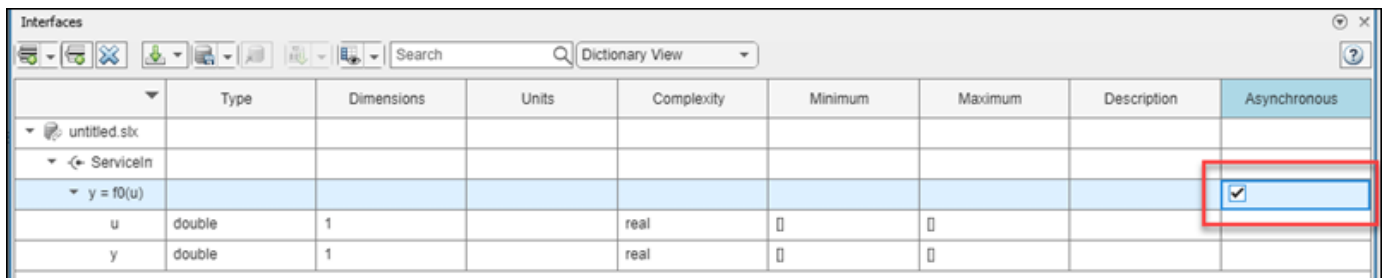 Interfaces
Search Dictionary View
Type Dimensions Units Complexity Minimum Maximum Description Asynchronous
untitled.slx
ServiceIn
y = f0(u)
u double 1 real [] []
y double 1 real [] []